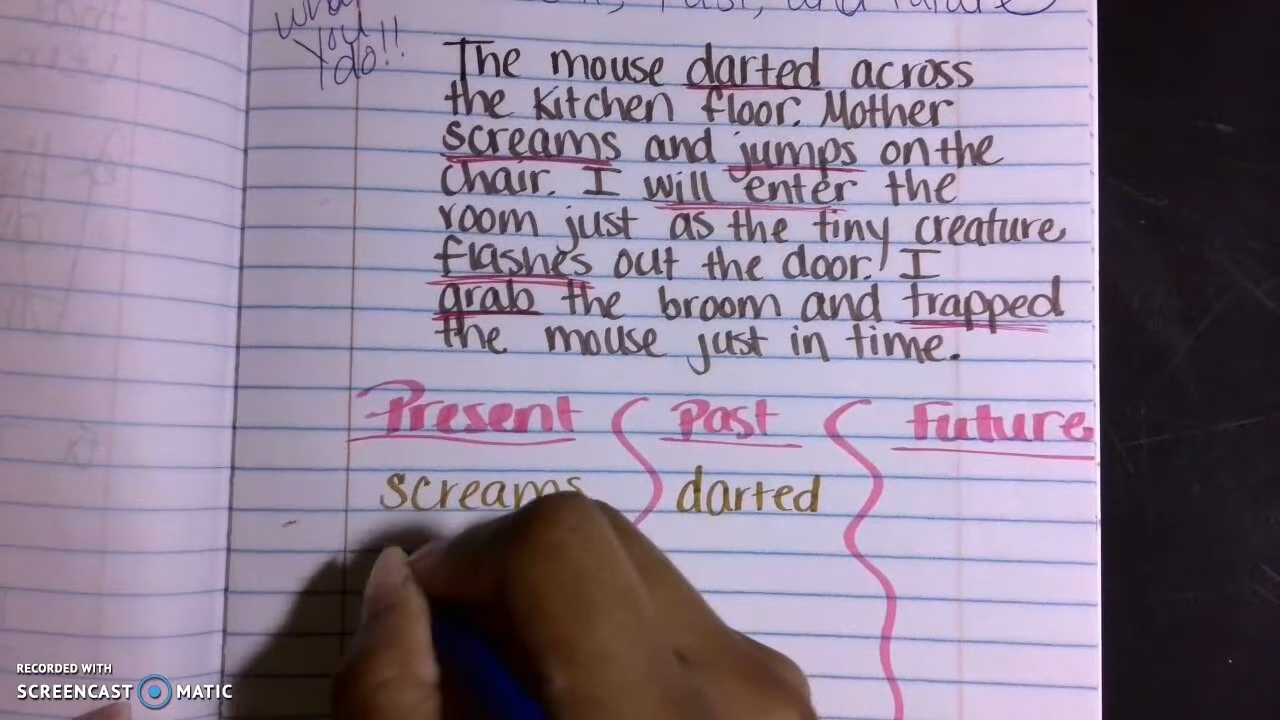 and Future
You
do!!
The mouse darted across
the kitchen floor. Mother
screams and jumps on the
chair. I will enter the
room just as the tiny creature
flashes out the door. I
grab the broom and trapped
the mouse just in time.
Present Past Future
screams darted
RECORDED WITH
SCREENCAST MATIC